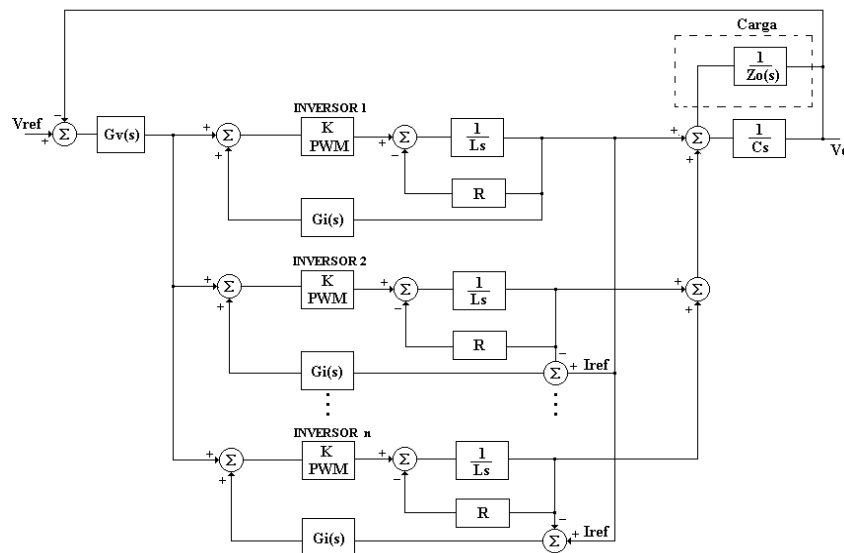 Carga
1
Zo(s)
Vref
−
+
Σ
Gv(s)
INVERSOR 1
+
+
Σ
K
PWM
+
−
Σ
1
Ls
R
Gi(s)
+
+
Σ
1
Cs
INVERSOR 2
+
+
Σ
K
PWM
+
−
Σ
1
Ls
R
Gi(s)
−
Σ
+ Iref
Σ
+
INVERSOR n
+
+
Σ
K
PWM
+
−
Σ
1
Ls
R
Gi(s)
−
Σ
+ Iref